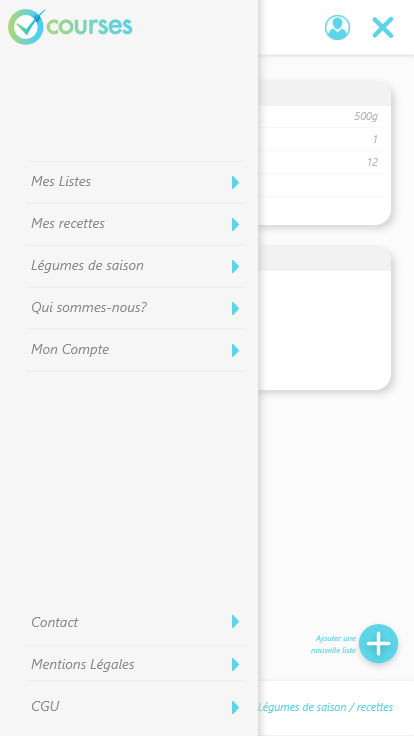 courses
500g
1
12
Mes Listes
Mes recettes
Légumes de saison
Qui sommes-nous?
Mon Compte
Contact
Mentions Légales
CGU
Ajouter une
nouvelle liste
Légumes de saison / recettes